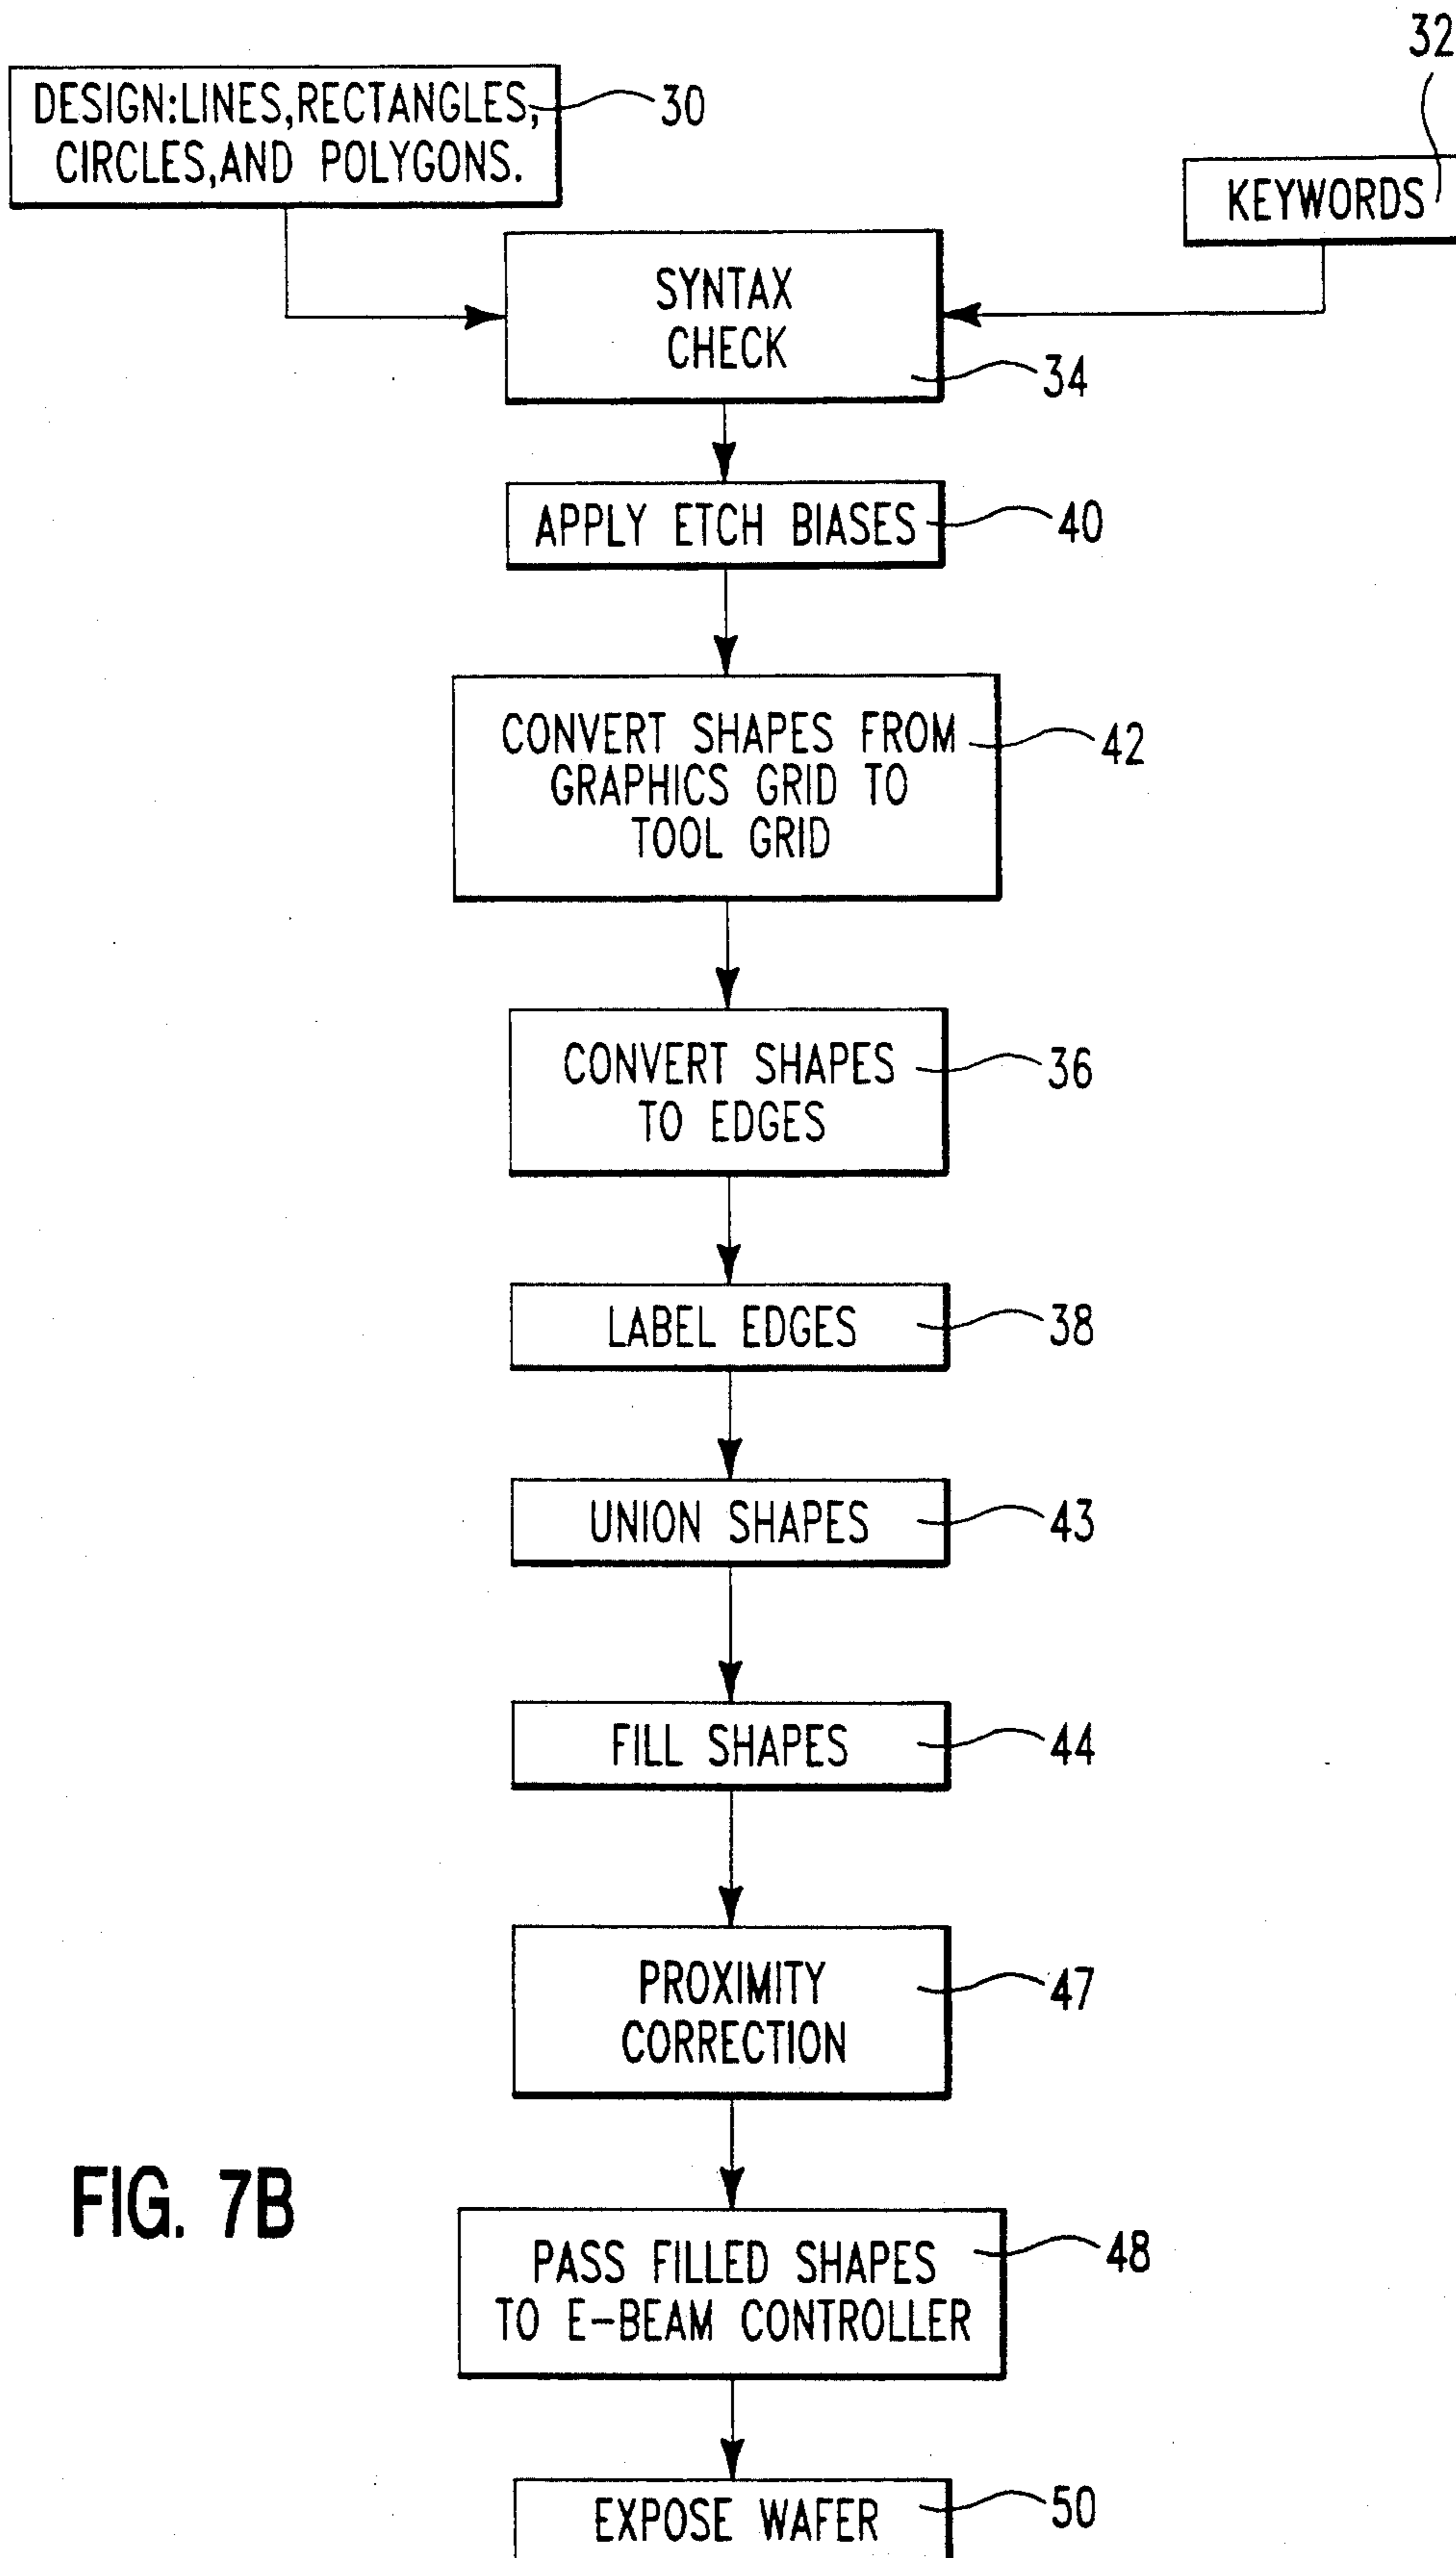 32
DESIGN:LINES,RECTANGLES,
CIRCLES,AND POLYGONS.
30
KEYWORDS
SYNTAX
CHECK
34
APPLY ETCH BIASES
40
CONVERT SHAPES FROM
GRAPHICS GRID TO
TOOL GRID
42
CONVERT SHAPES
TO EDGES
36
LABEL EDGES
38
UNION SHAPES
43
FILL SHAPES
44
PROXIMITY
CORRECTION
47
FIG. 7B
PASS FILLED SHAPES
TO E-BEAM CONTROLLER
48
EXPOSE WAFER
50